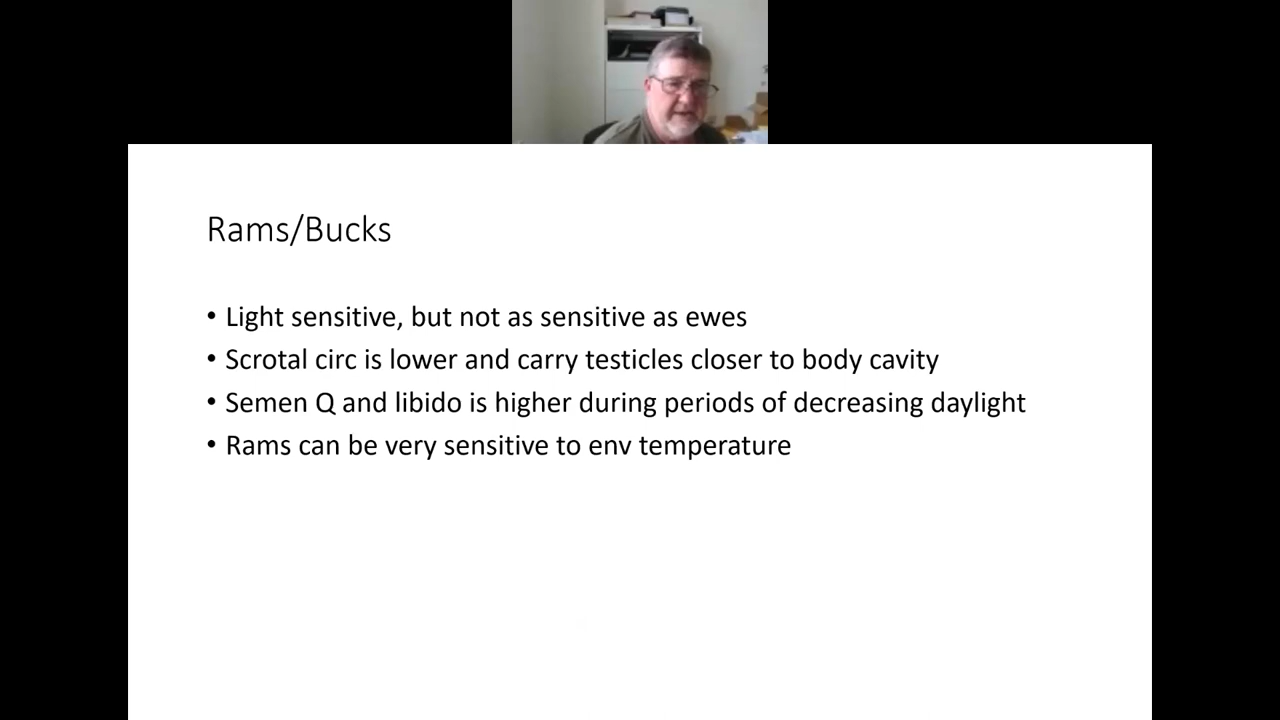 Rams/Bucks
• Light sensitive, but not as sensitive as ewes
• Scrotal circ is lower and carry testicles closer to body cavity
• Semen Q and libido is higher during periods of decreasing daylight
• Rams can be very sensitive to env temperature